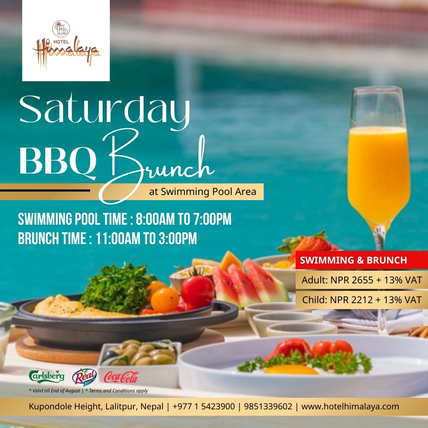 HOTEL
Himalaya
Saturday
BBQ Brunch
at Swimming Pool Area
SWIMMING POOL TIME : 8:00AM TO 7:00PM
BRUNCH TIME : 11:00AM TO 3:00PM
SWIMMING & BRUNCH
Adult: NPR 2655 + 13% VAT
Child: NPR 2212 + 13% VAT
Carlsberg Real Coca-Cola
* Valid till End of August | * Terms and Conditions apply
Kupondole Height, Lalitpur, Nepal | +977 1 5423900 | 9851339602 | www.hotelhimalaya.com